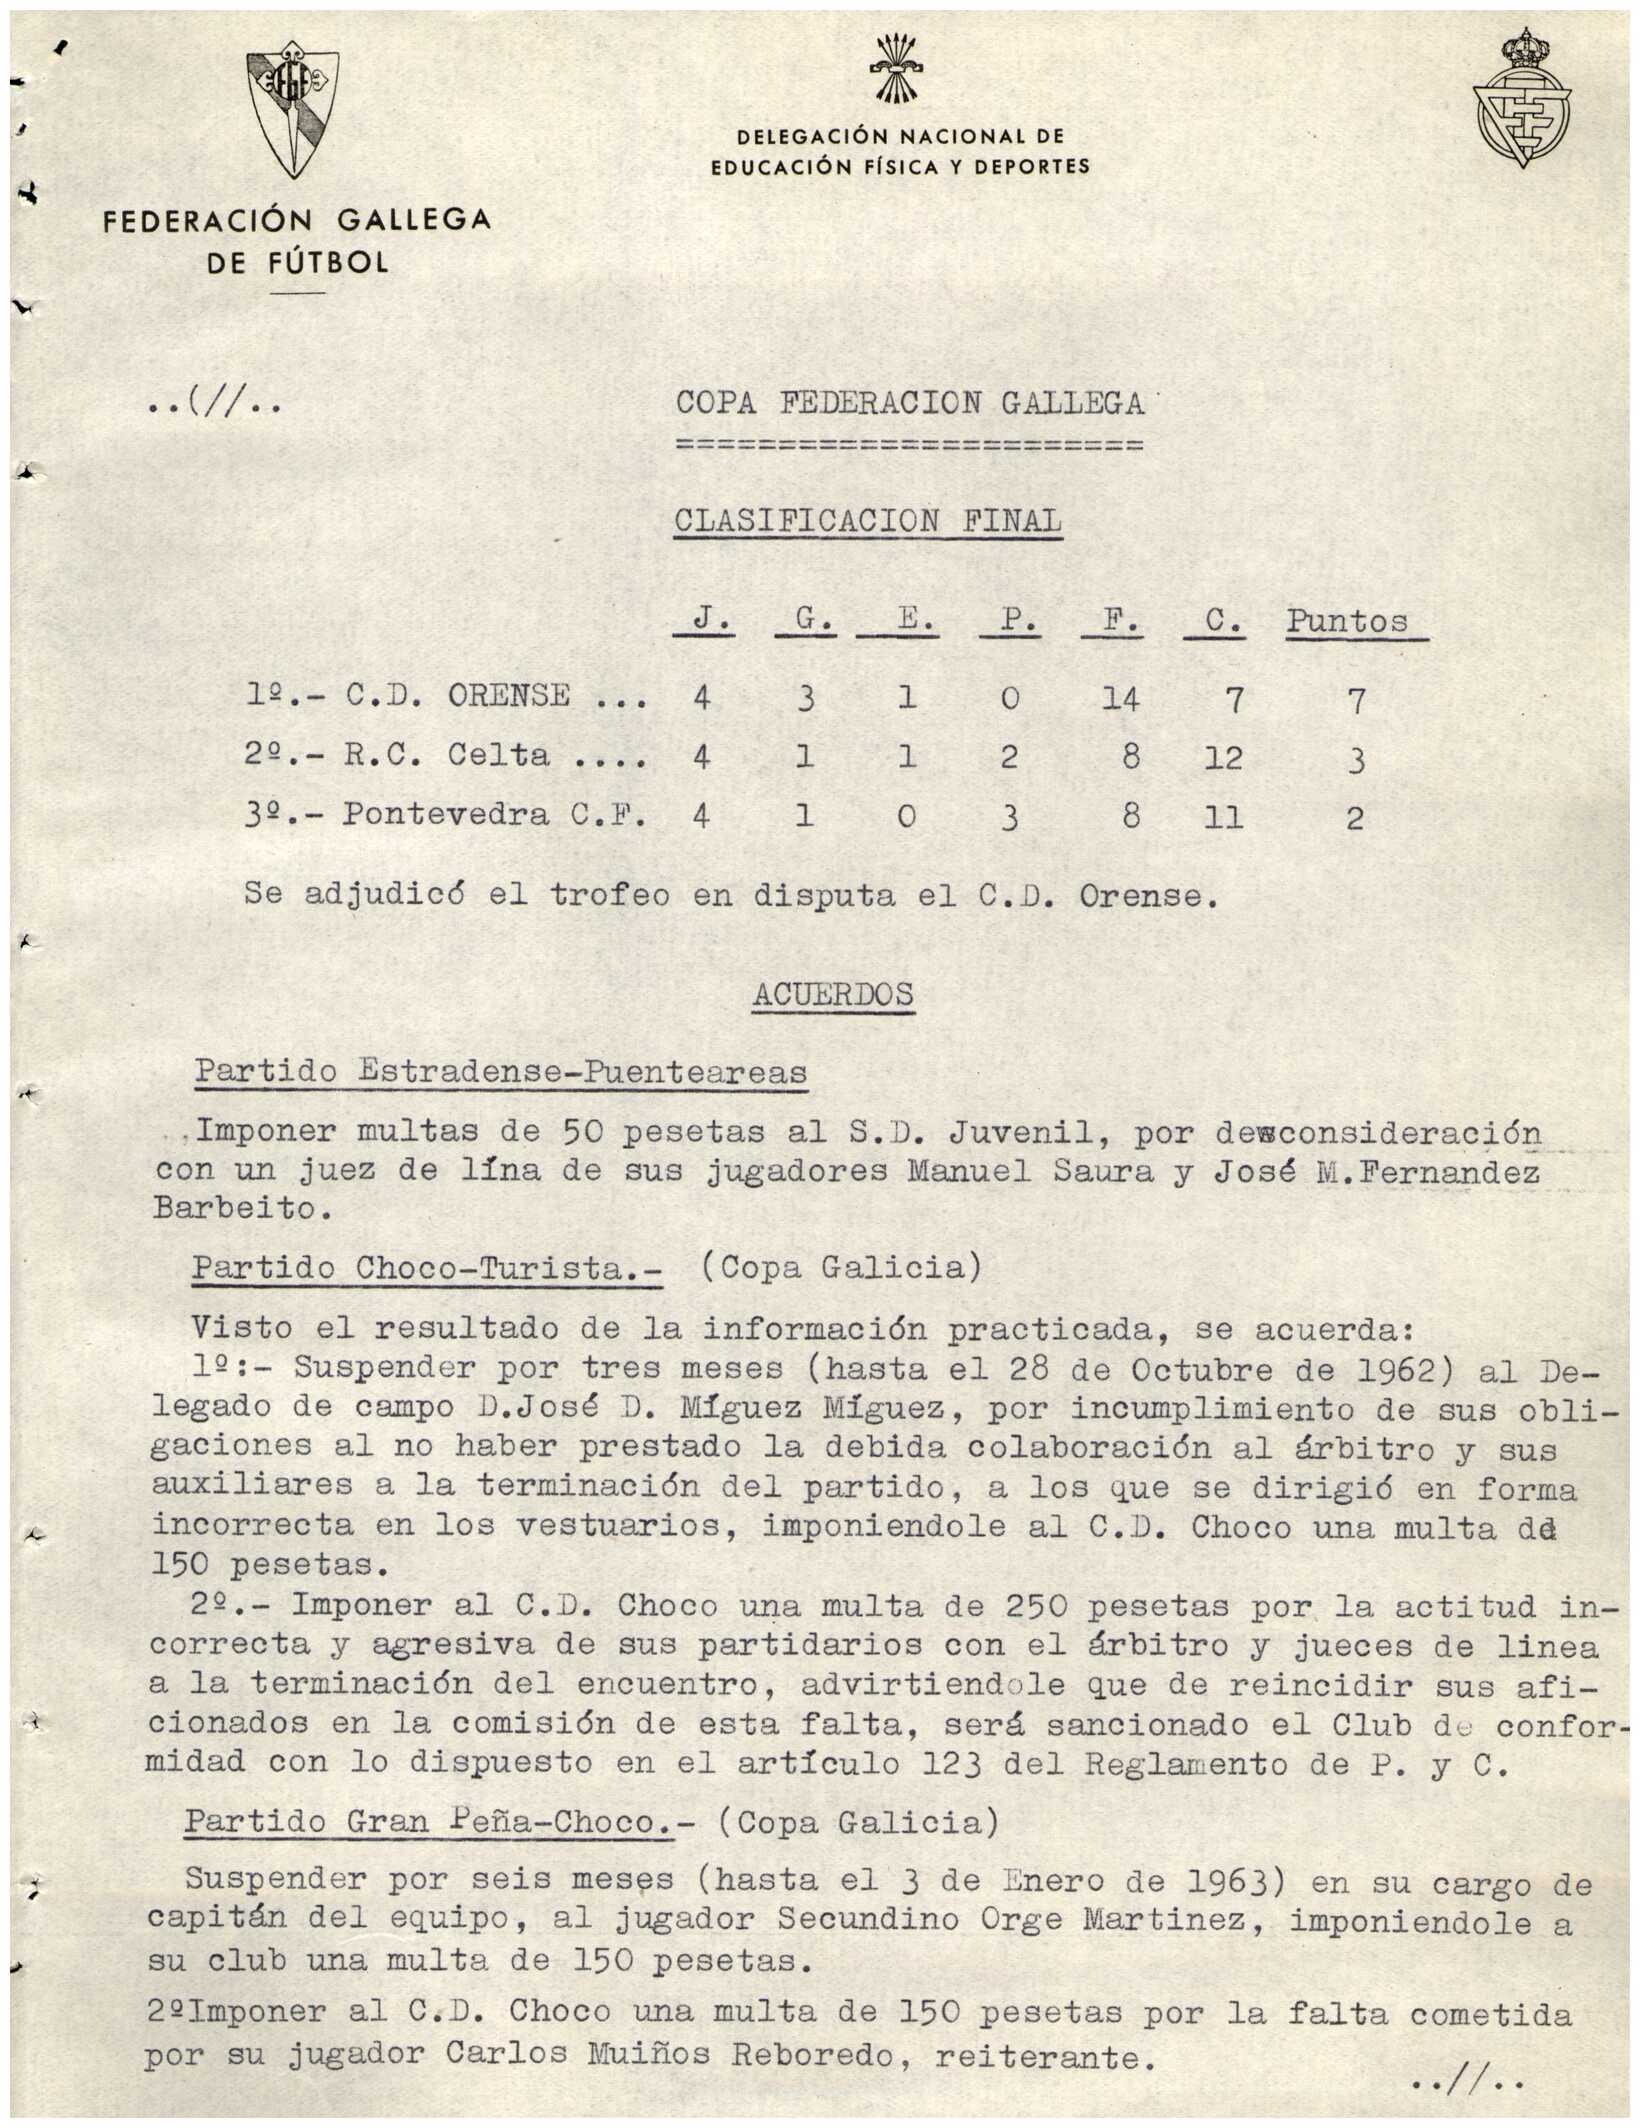 DELEGACIÓN NACIONAL DE
EDUCACIÓN FÍSICA Y DEPORTES
FEDERACIÓN GALLEGA
DE FÚTBOL
..(//..
COPA FEDERACION GALLEGA
=======================
CLASIFICACION FINAL
J. G. E. P. F. C. Puntos
1º.- C.D. ORENSE ... 4 3 1 0 14 7 7
2º.- R.C. Celta .... 4 1 1 2 8 12 3
3º.- Pontevedra C.F. 4 1 0 3 8 11 2
Se adjudicó el trofeo en disputa el C.D. Orense.
ACUERDOS
Partido Estradense-Puenteareas
Imponer multas de 50 pesetas al S.D. Juvenil, por desconsideración
con un juez de lína de sus jugadores Manuel Saura y José M.Fernandez
Barbeito.
Partido Choco-Turista.- (Copa Galicia)
Visto el resultado de la información practicada, se acuerda:
1º:- Suspender por tres meses (hasta el 28 de Octubre de 1962) al De-
legado de campo D.José D. Míguez Míguez, por incumplimiento de sus obli-
gaciones al no haber prestado la debida colaboración al árbitro y sus
auxiliares a la terminación del partido, a los que se dirigió en forma
incorrecta en los vestuarios, imponiendole al C.D. Choco una multa de
150 pesetas.
2º.- Imponer al C.D. Choco una multa de 250 pesetas por la actitud in-
correcta y agresiva de sus partidarios con el árbitro y jueces de linea
a la terminación del encuentro, advirtiendole que de reincidir sus afi-
cionados en la comisión de esta falta, será sancionado el Club de confor-
midad con lo dispuesto en el artículo 123 del Reglamento de P. y C.
Partido Gran Peña-Choco.- (Copa Galicia)
Suspender por seis meses (hasta el 3 de Enero de 1963) en su cargo de
capitán del equipo, al jugador Secundino Orge Martinez, imponiendole a
su club una multa de 150 pesetas.
2ºImponer al C.D. Choco una multa de 150 pesetas por la falta cometida
por su jugador Carlos Muiños Reboredo, reiterante.
..//..